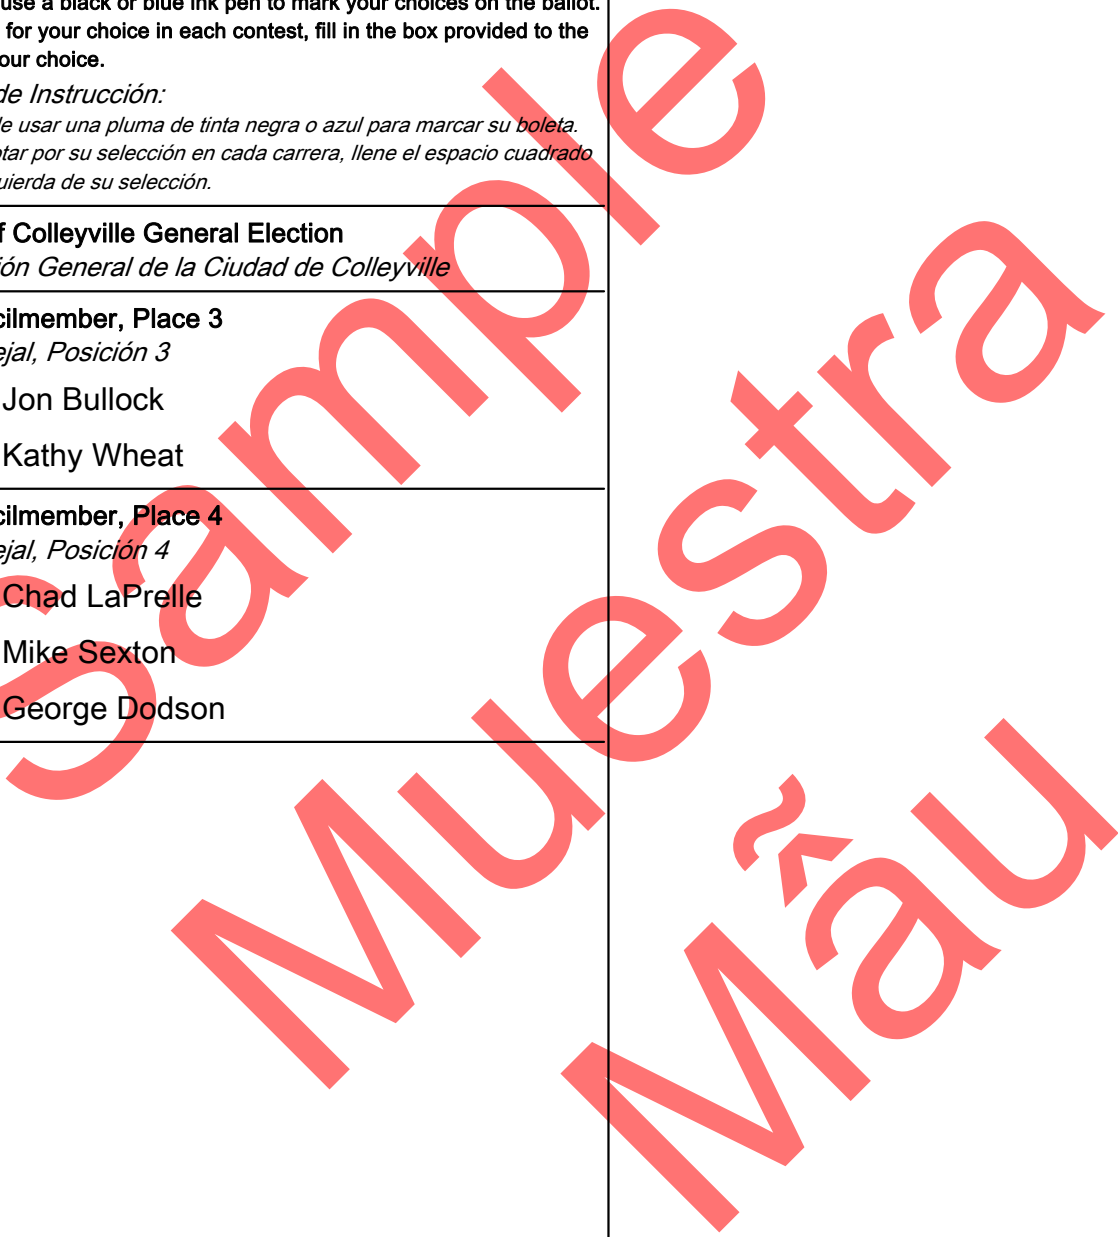 use a black or blue ink pen to mark your choices on the ballot.
for your choice in each contest, fill in the box provided to the
our choice.
de Instrucción:
le usar una pluma de tinta negra o azul para marcar su boleta.
otar por su selección en cada carrera, llene el espacio cuadrado
uierda de su selección.
f Colleyville General Election
ión General de la Ciudad de Colleyville
cilmember, Place 3
ejal, Posición 3
Jon Bullock
Kathy Wheat
cilmember, Place 4
ejal, Posición 4
Chad LaPrelle
Mike Sexton
George Dodson
Sample
Muestra
Mẫu